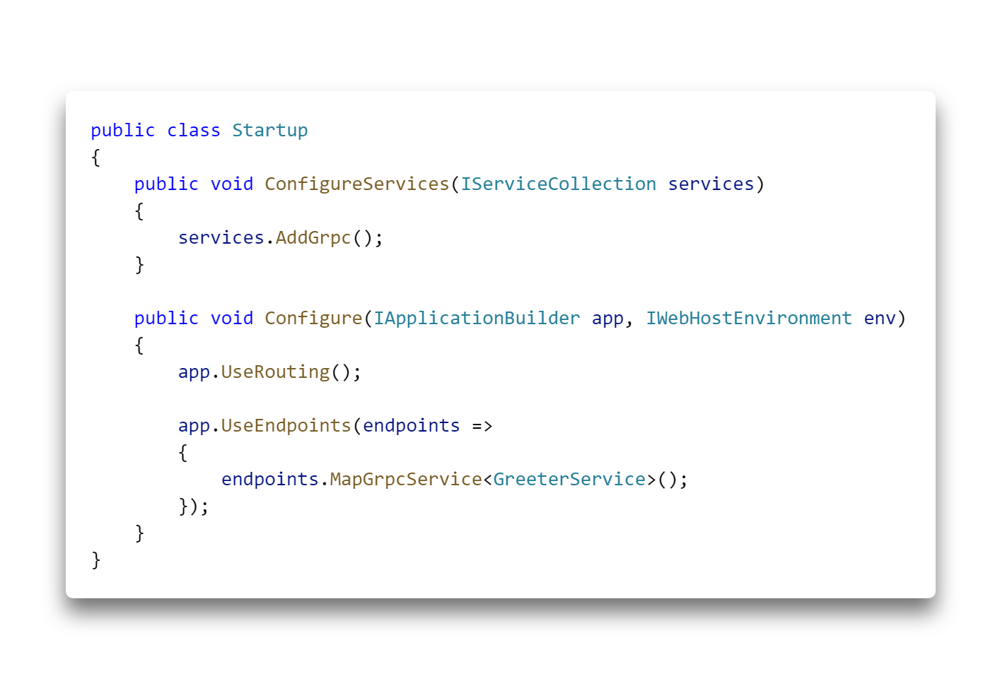 public class Startup
{
    public void ConfigureServices(IServiceCollection services)
    {
        services.AddGrpc();
    }

    public void Configure(IApplicationBuilder app, IWebHostEnvironment env)
    {
        app.UseRouting();

        app.UseEndpoints(endpoints =>
        {
            endpoints.MapGrpcService<GreeterService>();
        });
    }
}